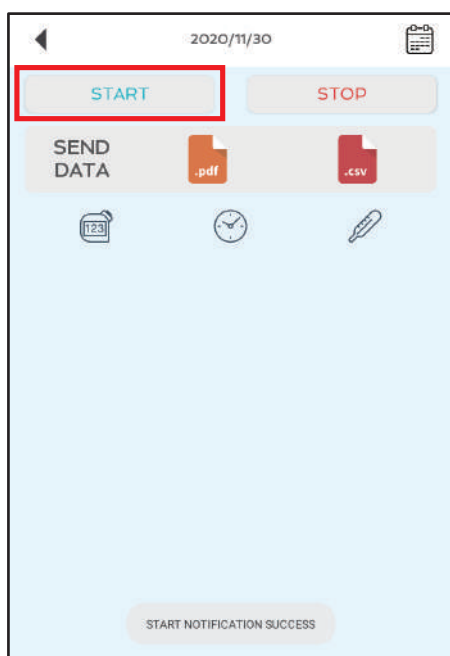 2020/11/30
START STOP
SEND
DATA
.pdf .csv
123
START NOTIFICATION SUCCESS